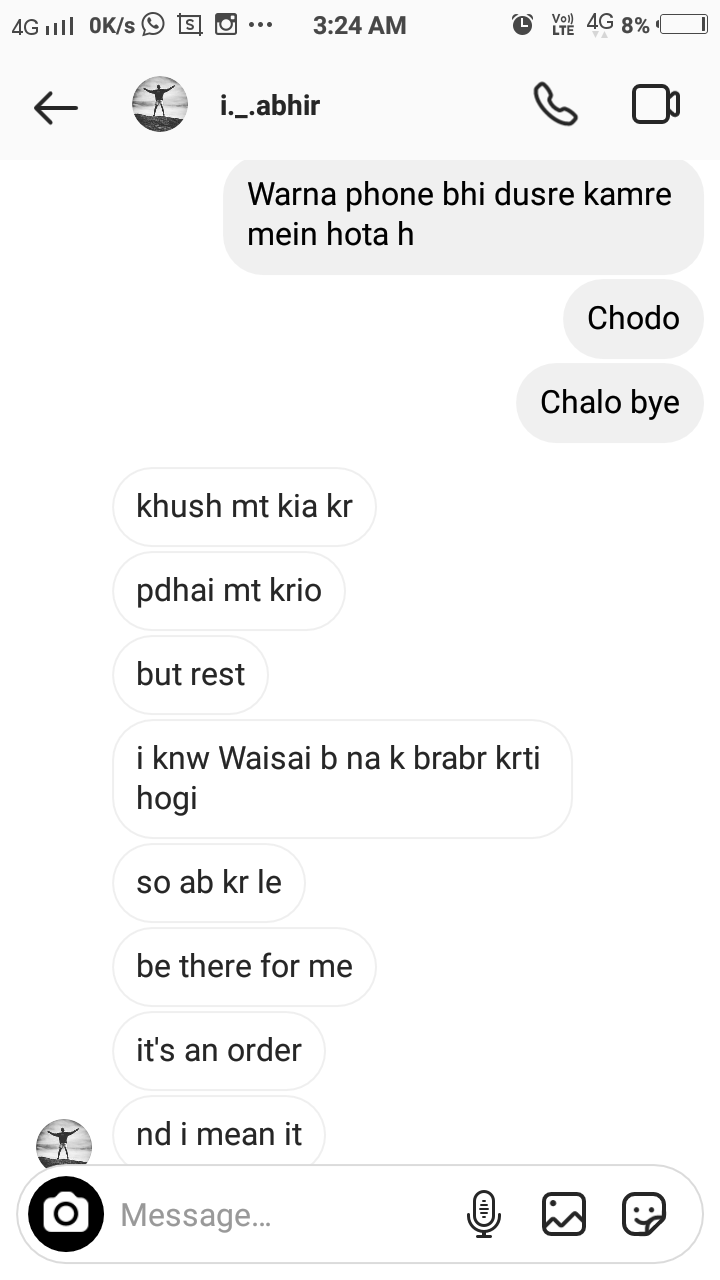 4G 0K/s S ... 3:24 AM Vo)) LTE 4G 8%
i._.abhir
Warna phone bhi dusre kamre
mein hota h
Chodo
Chalo bye
khush mt kia kr
pdhai mt krio
but rest
i knw Waisai b na k brabr krti
hogi
so ab kr le
be there for me
it's an order
nd i mean it
Message...